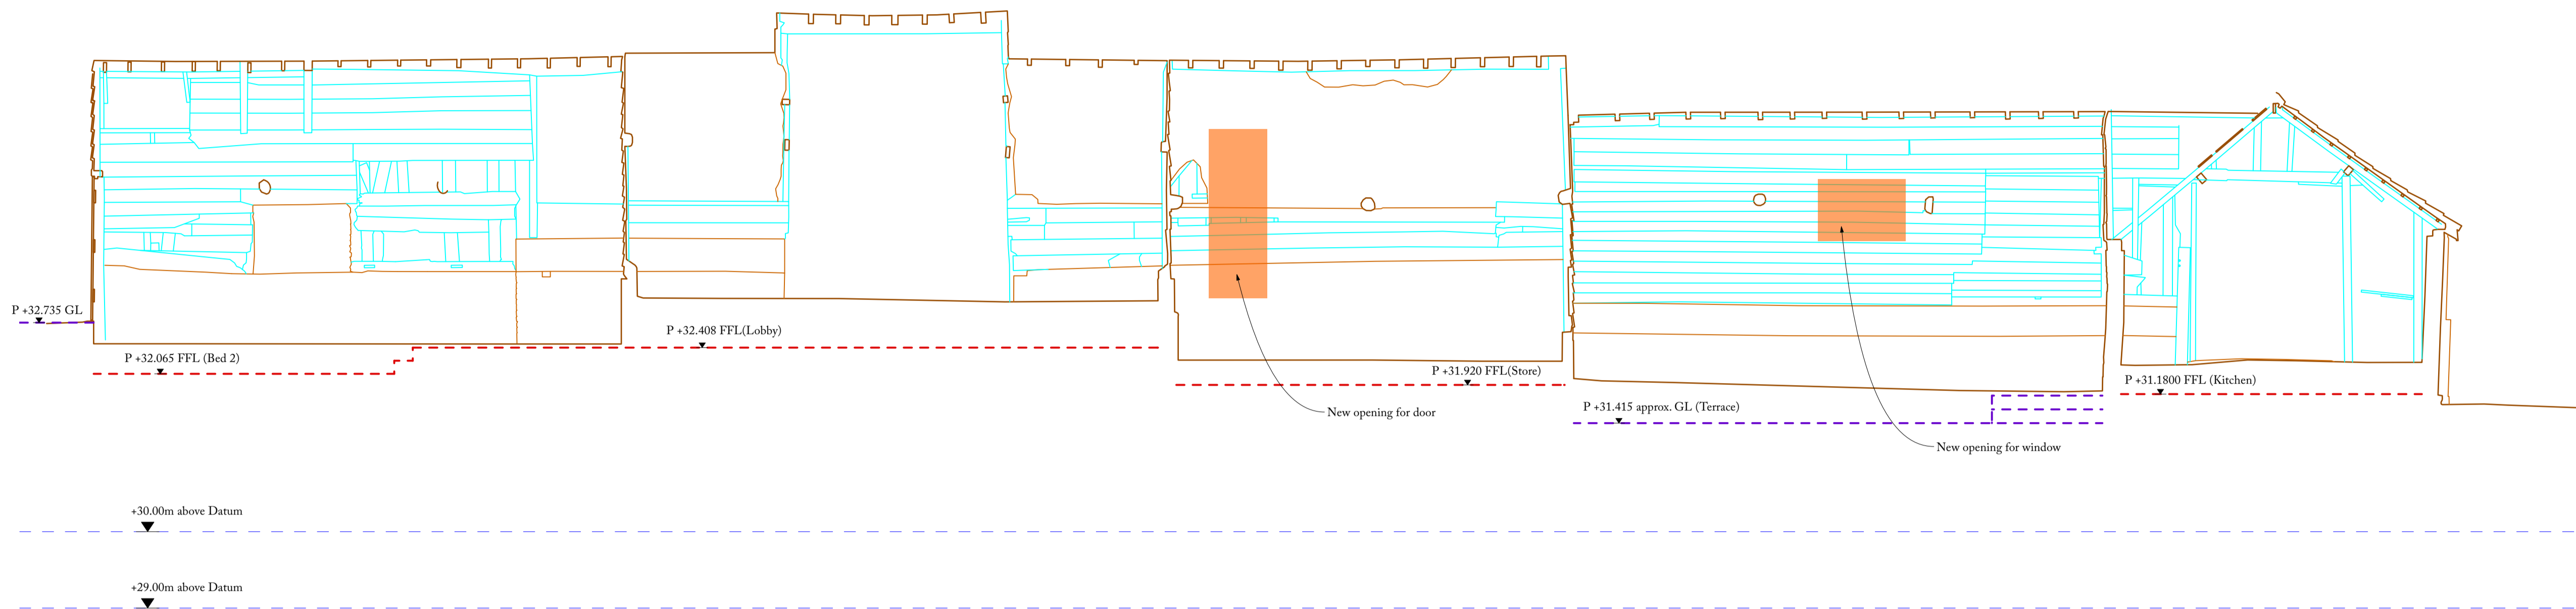 P +32.735 GL
P +32.065 FFL (Bed 2)
P +32.408 FFL(Lobby)
P +31.920 FFL(Store)
New opening for door
P +31.415 approx. GL (Terrace)
P +31.1800 FFL (Kitchen)
New opening for window
+30.00m above Datum
+29.00m above Datum